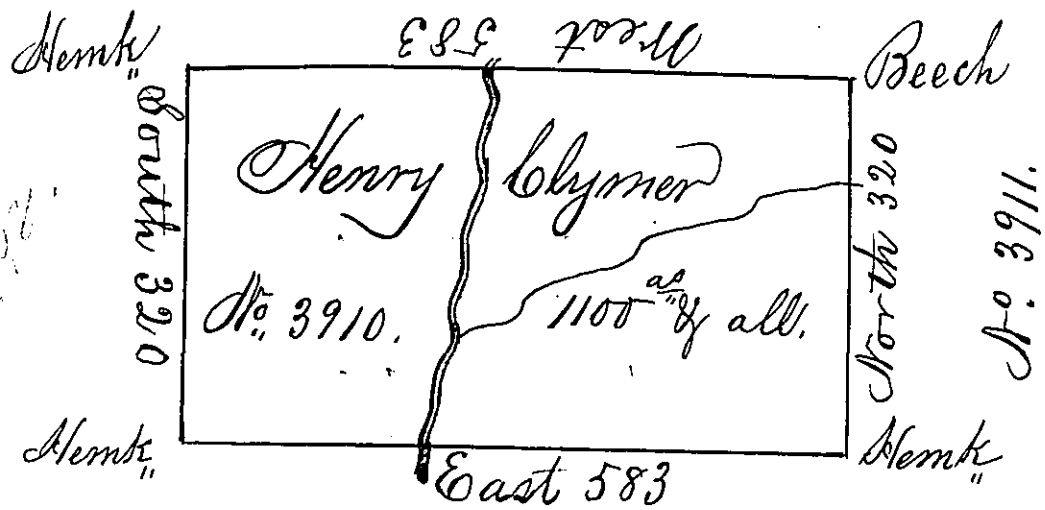 Hemk
West 583
Beech
South 320
Henry Clymer
North 320
No. 3911.
No. 3910.
1100 as & all.
Hemk
East 583
Hemk